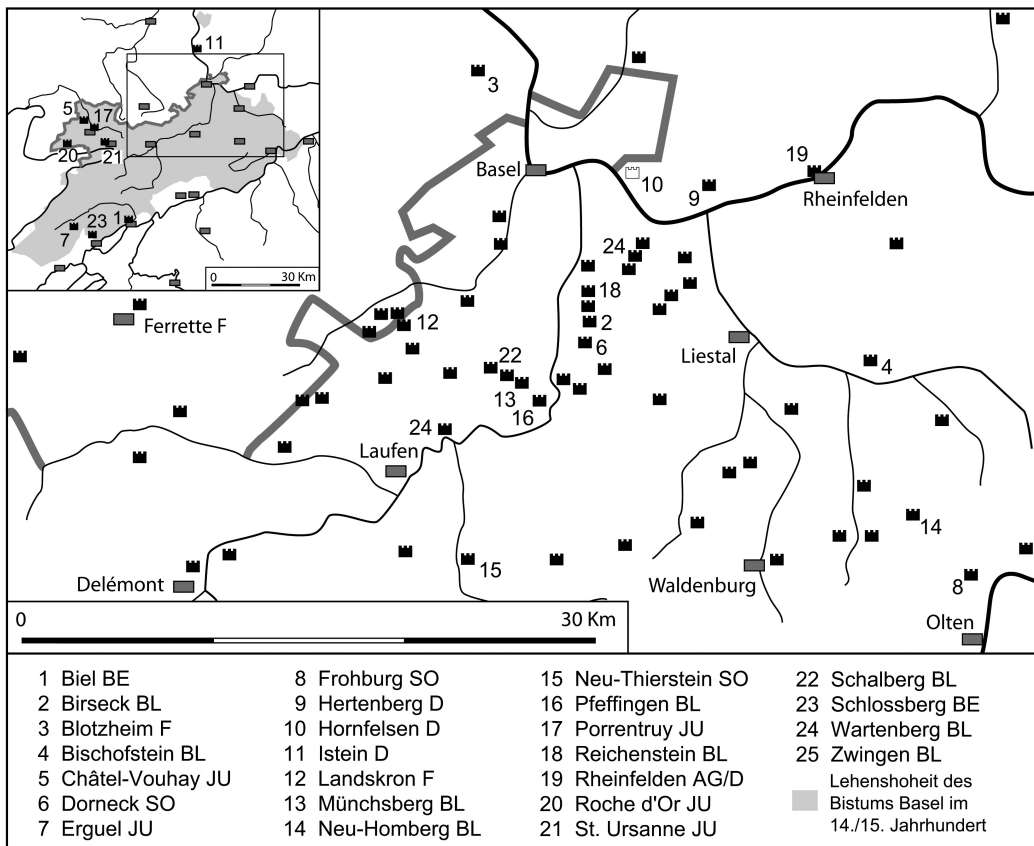 11
5
17
20
21
1
23
7
0 30 Km
3
Basel
10
19
9
Rheinfelden
24
18
2
6
Ferrette F
12
Liestal
4
22
13
16
24
Laufen
14
15
Delémont
Waldenburg
8
Olten
0 30 Km
1 Biel BE
2 Birseck BL
3 Blotzheim F
4 Bischofstein BL
5 Châtel-Vouhay JU
6 Dorneck SO
7 Erguel JU
8 Frohburg SO
9 Hertenberg D
10 Hornfelsen D
11 Istein D
12 Landskron F
13 Münchsberg BL
14 Neu-Homberg BL
15 Neu-Thierstein SO
16 Pfeffingen BL
17 Porrentruy JU
18 Reichenstein BL
19 Rheinfelden AG/D
20 Roche d'Or JU
21 St. Ursanne JU
22 Schalberg BL
23 Schlossberg BE
24 Wartenberg BL
25 Zwingen BL
Lehenshoheit des
Bistums Basel im
14./15. Jahrhundert